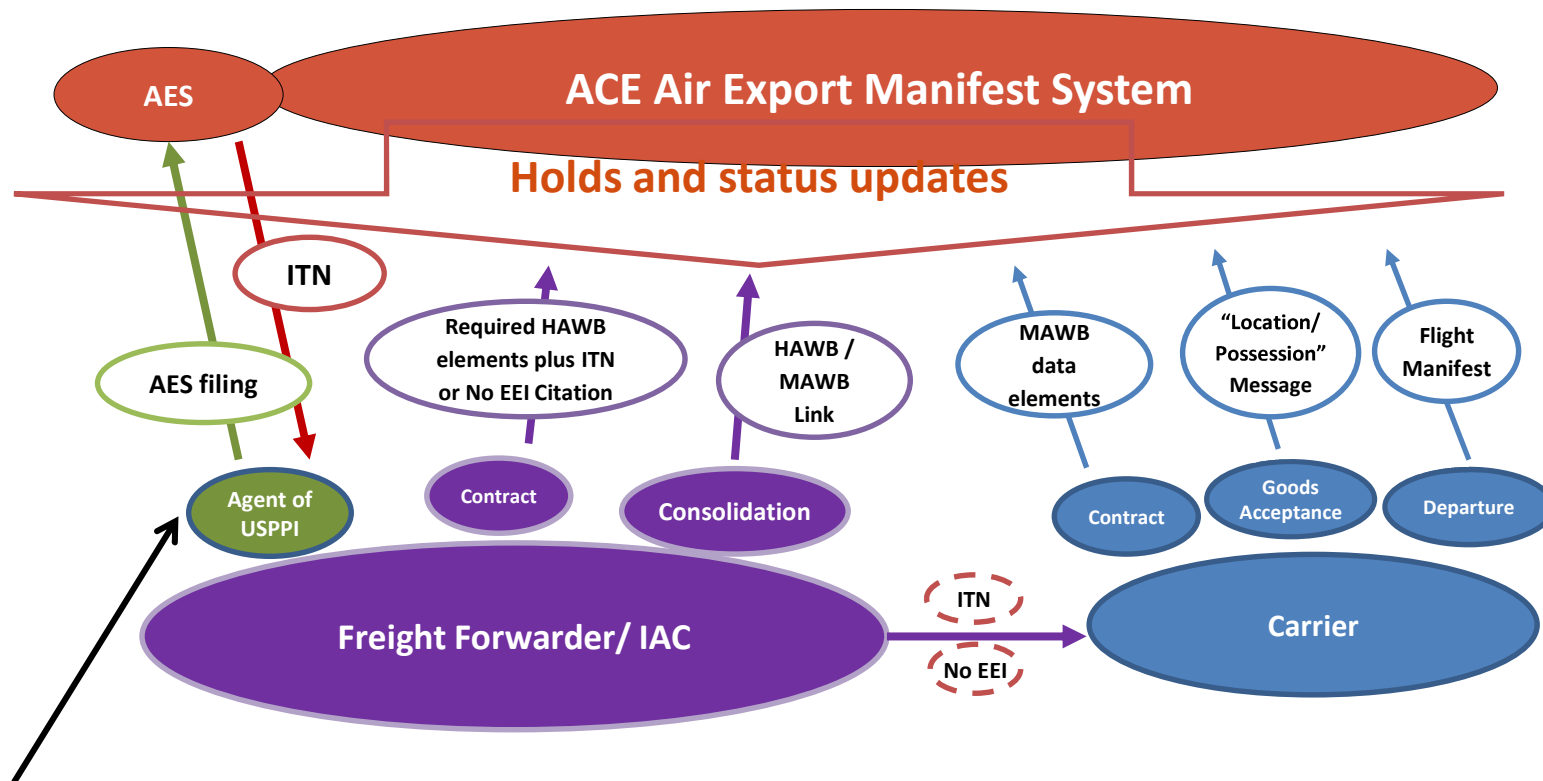 AES
ACE Air Export Manifest System
Holds and status updates
ITN
AES filing
Required HAWB
elements plus ITN
or No EEI Citation
HAWB /
MAWB
Link
MAWB
data
elements
“Location/
Possession”
Message
Flight
Manifest
Agent of
USPPI
Contract
Consolidation
Contract
Goods
Acceptance
Departure
Freight Forwarder/ IAC
ITN
No EEI
Carrier